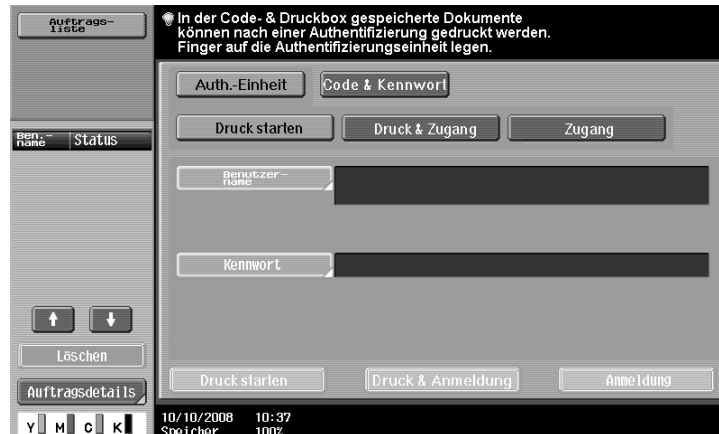 Auftrags-
liste
In der Code- & Druckbox gespeicherte Dokumente
können nach einer Authentifizierung gedruckt werden.
Finger auf die Authentifizierungseinheit legen.
Auth.-Einheit
Code & Kennwort
Druck starten
Druck & Zugang
Zugang
Ben.-
name
Status
Benutzer-
name
Kennwort
Löschen
Auftragsdetails
Druck starten
Druck & Anmeldung
Anmeldung
Y M C K
10/10/2008 10:37
Speicher 100%